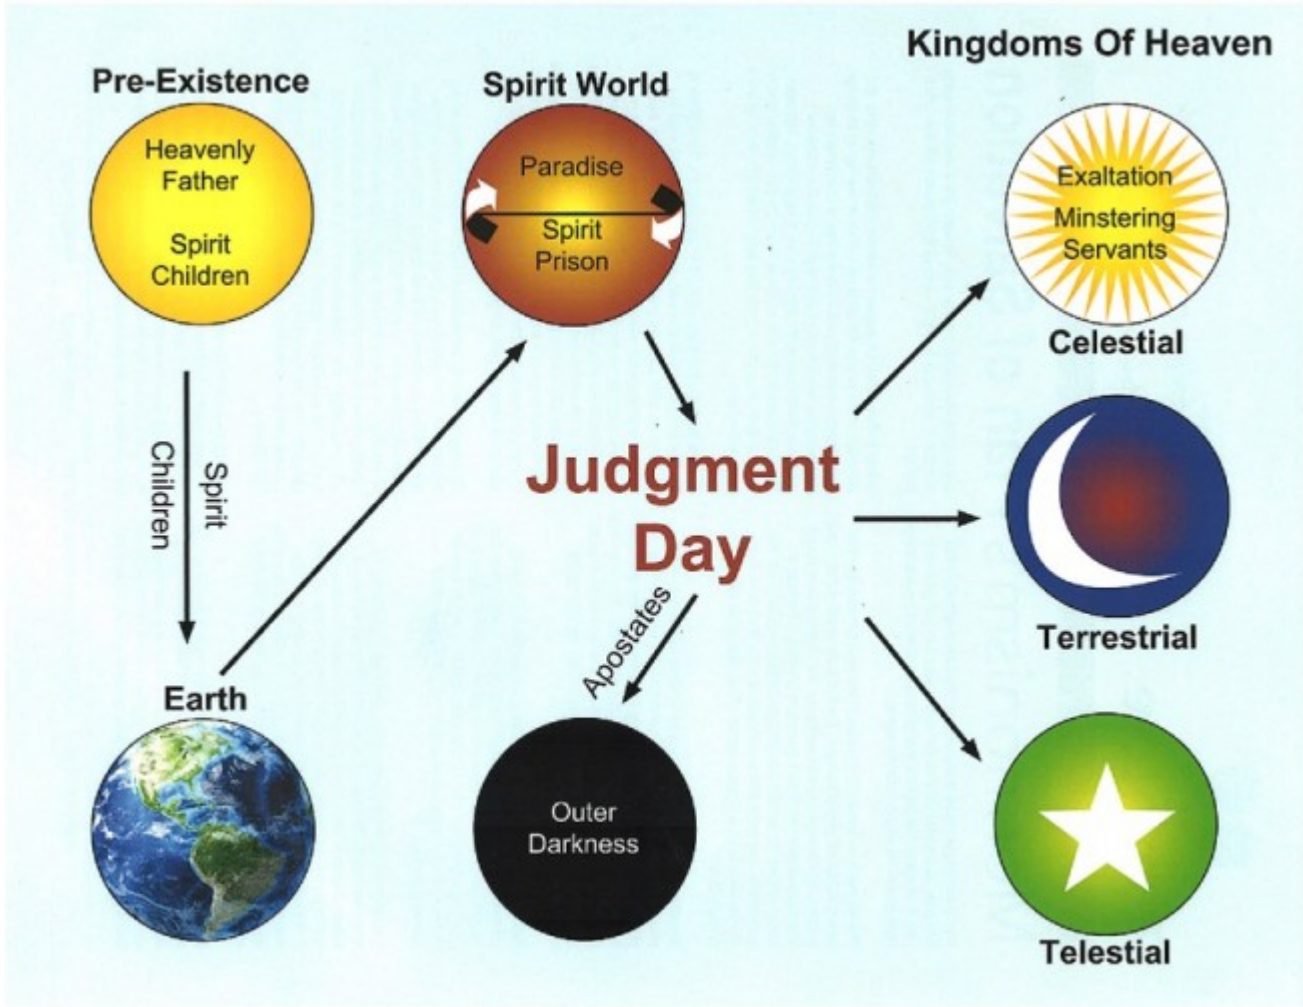 Kingdoms Of Heaven
Pre-Existence
Heavenly
Father
Spirit
Children
Spirit World
Paradise
Spirit
Prison
Exaltation
Minstering
Servants
Celestial
Spirit
Children
Judgment
Day
Terrestrial
Apostates
Earth
Outer
Darkness
Telestial